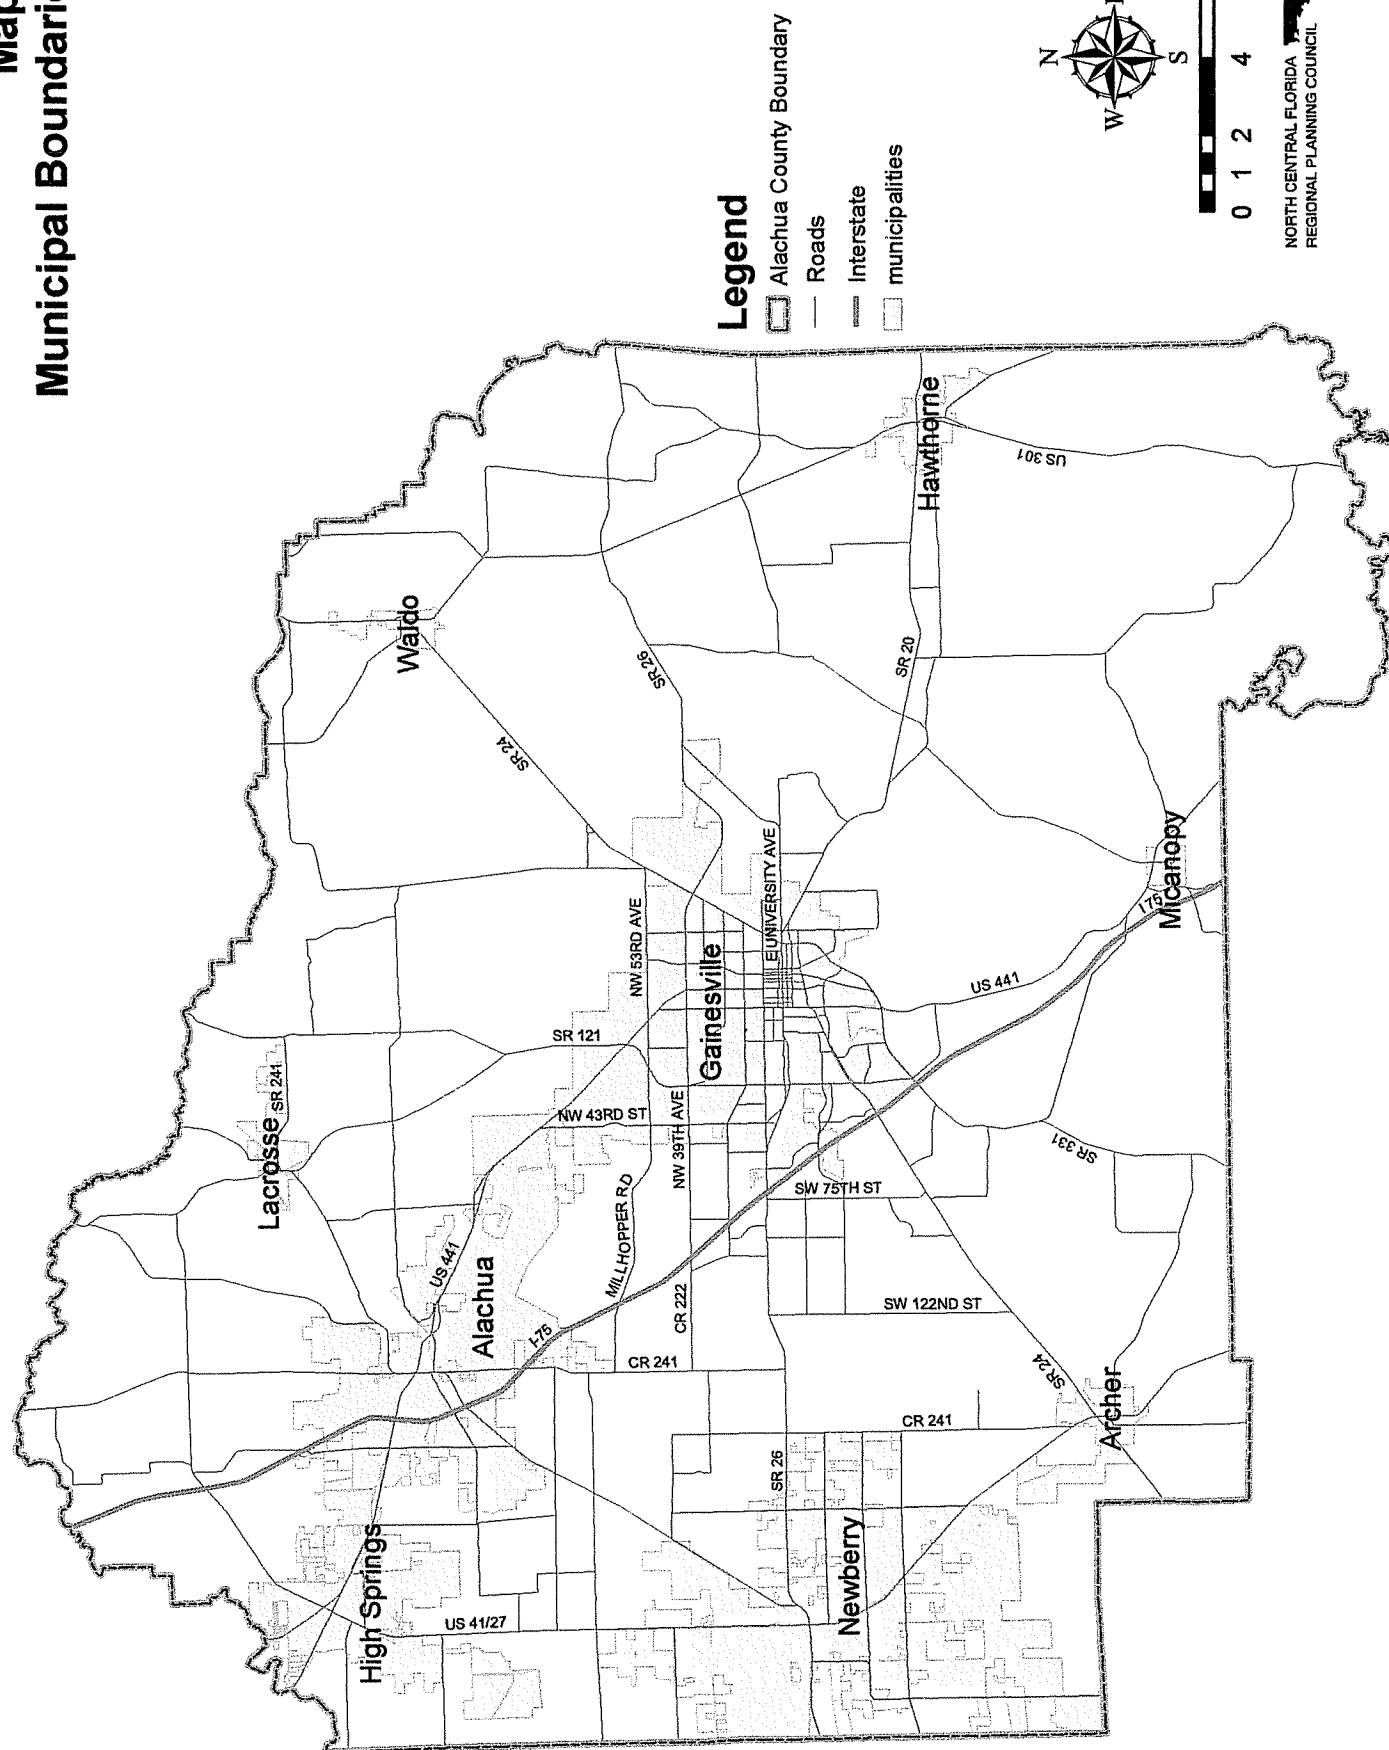 Map
Municipal Boundarie
Legend
Alachua County Boundary
Roads
Interstate
municipalities
N
W
S
0 1 2 4
NORTH CENTRAL FLORIDA
REGIONAL PLANNING COUNCIL
High Springs
US 41/27
Newberry
Archer
SR 26
CR 241
SR 24
CR 241
I-75
Alachua
US 441
CR 222
SW 122ND ST
MILLHOPPER RD
Lacrosse
SR 241
NW 39TH AVE
NW 43RD ST
SW 75TH ST
SR 331
SR 121
Gainesville
NW 53RD AVE
E UNIVERSITY AVE
US 441
I 75
Micanopy
SR 24
Waldo
SR 26
SR 20
Hawthorne
US 301